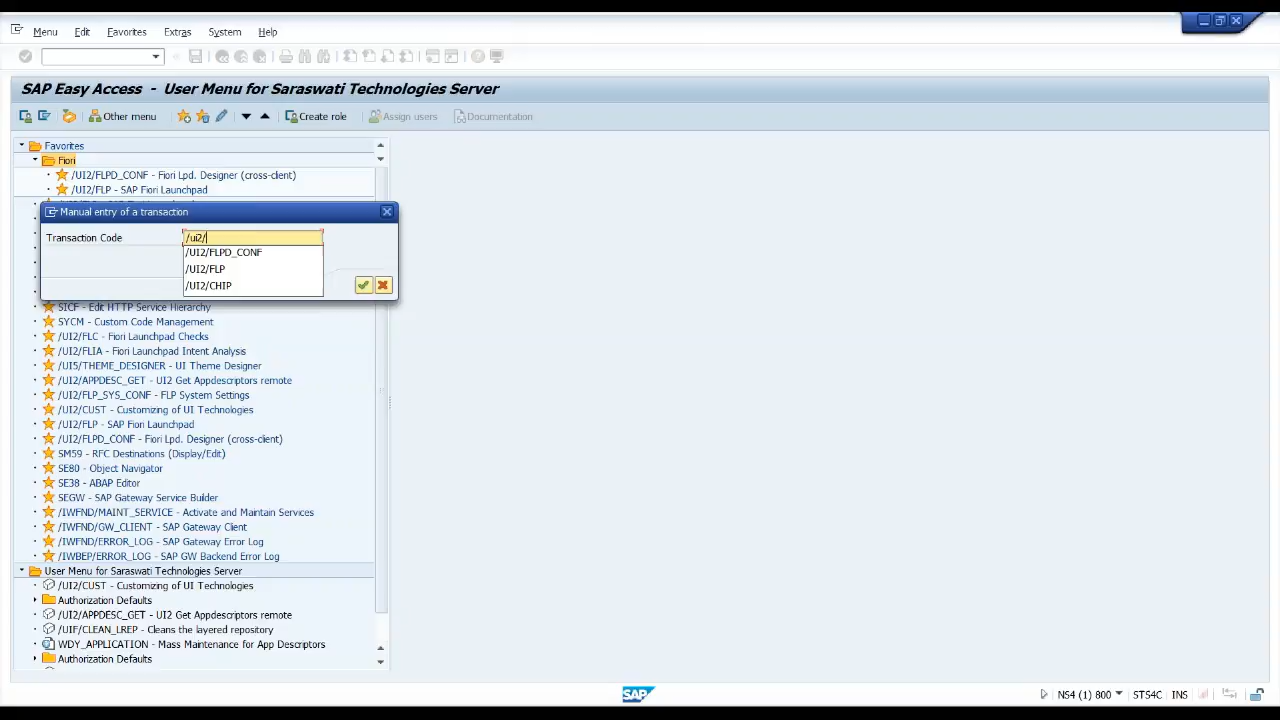 Menu Edit Favorites Extras System Help
SAP Easy Access - User Menu for Saraswati Technologies Server
Other menu Create role Assign users Documentation
Favorites
Fiori
/UI2/FLPD_CONF - Fiori Lpd. Designer (cross-client)
/UI2/FLP - SAP Fiori Launchpad
Manual entry of a transaction
Transaction Code /ui2/
/UI2/FLPD_CONF
/UI2/FLP
/UI2/CHIP
SICF - Edit HTTP Service Hierarchy
SYCM - Custom Code Management
/UI2/FLC - Fiori Launchpad Checks
/UI2/FLIA - Fiori Launchpad Intent Analysis
/UI5/THEME_DESIGNER - UI Theme Designer
/UI2/APPDESC_GET - UI2 Get Appdescriptors remote
/UI2/FLP_SYS_CONF - FLP System Settings
/UI2/CUST - Customizing of UI Technologies
/UI2/FLP - SAP Fiori Launchpad
/UI2/FLPD_CONF - Fiori Lpd. Designer (cross-client)
SM59 - RFC Destinations (Display/Edit)
SE80 - Object Navigator
SE38 - ABAP Editor
SEGW - SAP Gateway Service Builder
/IWFND/MAINT_SERVICE - Activate and Maintain Services
/IWFND/GW_CLIENT - SAP Gateway Client
/IWFND/ERROR_LOG - SAP Gateway Error Log
/IWBEP/ERROR_LOG - SAP GW Backend Error Log
User Menu for Saraswati Technologies Server
/UI2/CUST - Customizing of UI Technologies
Authorization Defaults
/UI2/APPDESC_GET - UI2 Get Appdescriptors remote
/UIF/CLEAN_LREP - Cleans the layered repository
WDY_APPLICATION - Mass Maintenance for App Descriptors
Authorization Defaults
SAP NS4 (1) 800 STS4C INS